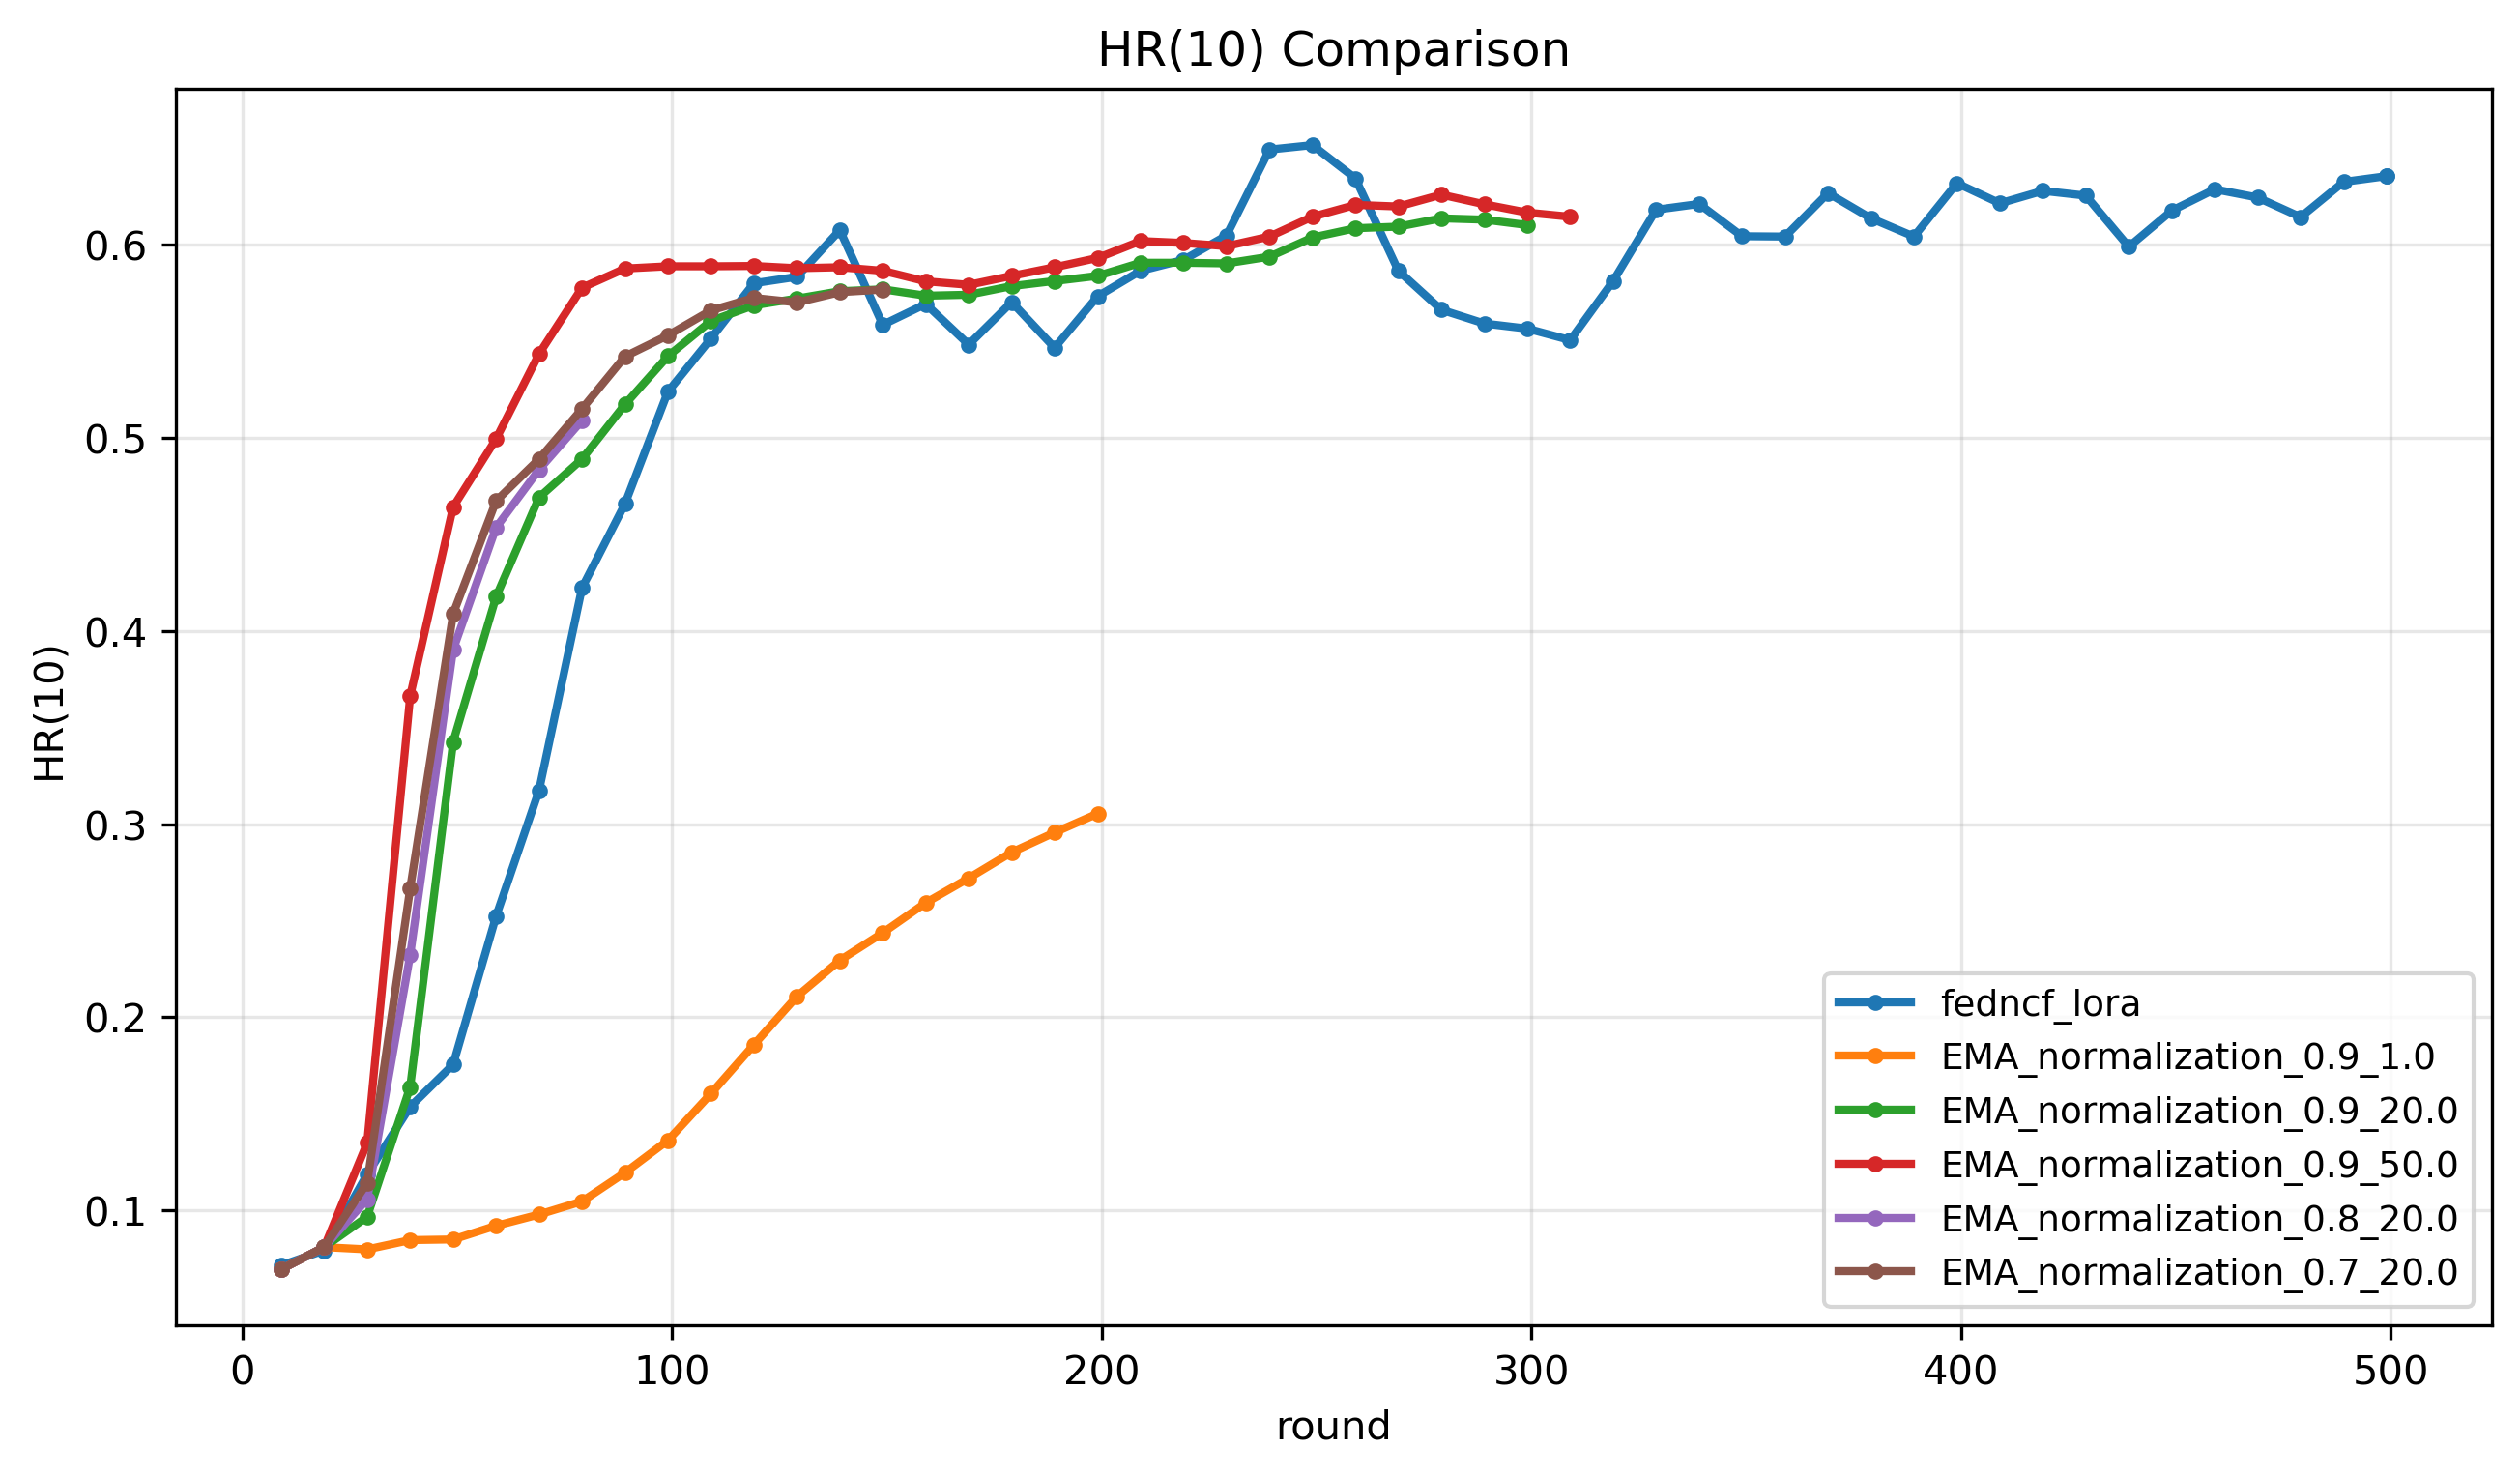 HR(10) Comparison
HR(10)
0.6
0.5
0.4
0.3
0.2
0.1
0
100
200
300
400
500
round
fedncf_lora
EMA_normalization_0.9_1.0
EMA_normalization_0.9_20.0
EMA_normalization_0.9_50.0
EMA_normalization_0.8_20.0
EMA_normalization_0.7_20.0